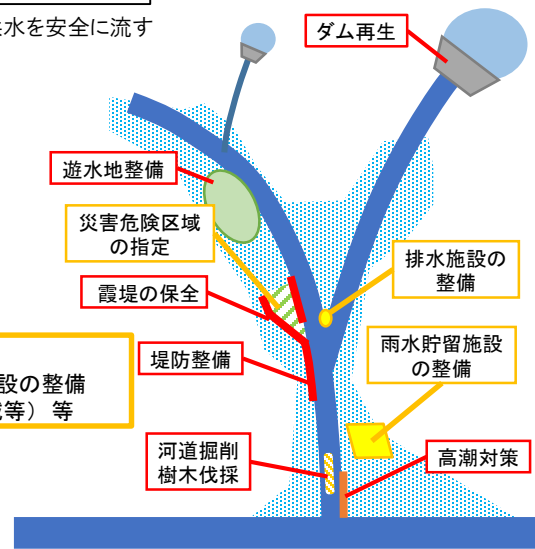 水を安全に流す
ダム再生
遊水地整備
災害危険区域
の指定
排水施設の
整備
霞堤の保全
雨水貯留施設
の整備
堤防整備
設の整備
等）等
河道掘削
樹木伐採
高潮対策